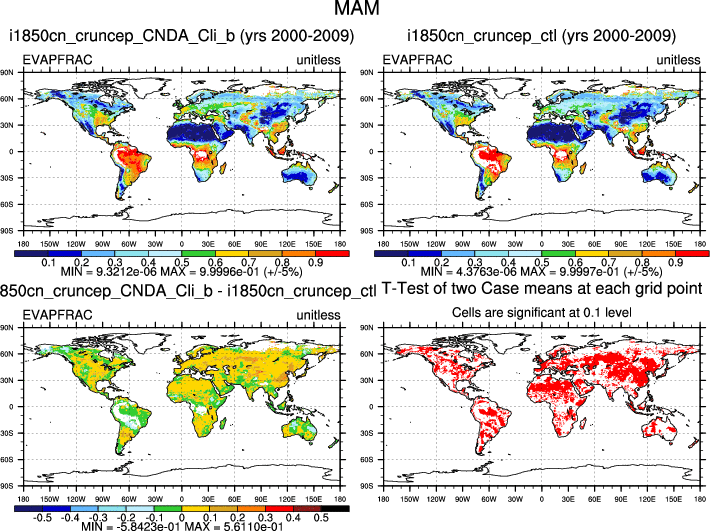 MAM
i1850cn_cruncep_CNDA_Cli_b (yrs 2000-2009)
i1850cn_cruncep_ctl (yrs 2000-2009)
EVAPFRAC unitless
EVAPFRAC unitless
90N
60N
30N
0
30S
60S
90S
180 150W 120W 90W 60W 30W 0 30E 60E 90E 120E 150E 180
0.1 0.2 0.3 0.4 0.5 0.6 0.7 0.8 0.9
MIN = 9.3212e-06 MAX = 9.9996e-01 (+/-5%)
90N
60N
30N
0
30S
60S
90S
180 150W 120W 90W 60W 30W 0 30E 60E 90E 120E 150E 180
0.1 0.2 0.3 0.4 0.5 0.6 0.7 0.8 0.9
MIN = 4.3763e-06 MAX = 9.9997e-01 (+/-5%)
850cn_cruncep_CNDA_Cli_b - i1850cn_cruncep_ctl
T-Test of two Case means at each grid point
EVAPFRAC unitless
Cells are significant at 0.1 level
90N
60N
30N
0
30S
60S
90S
180 150W 120W 90W 60W 30W 0 30E 60E 90E 120E 150E 180
-0.5 -0.4 -0.3 -0.2 -0.1 0 0.1 0.2 0.3 0.4 0.5
MIN = -5.8423e-01 MAX = 5.6110e-01
90N
60N
30N
0
30S
60S
90S
180 150W 120W 90W 60W 30W 0 30E 60E 90E 120E 150E 180